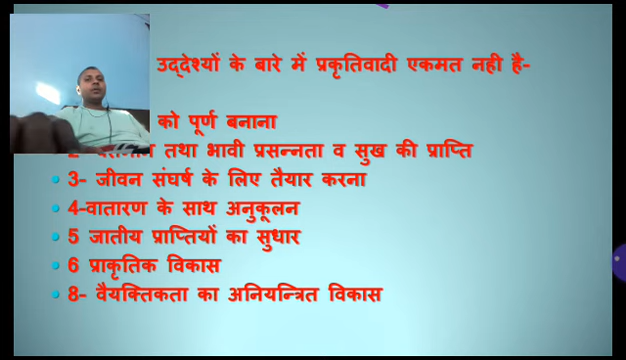 उद्देश्यों के बारे में प्रकृतिवादी एकमत नही है-
को पूर्ण बनाना
तथा भावी प्रसन्नता व सुख की प्राप्ति
3- जीवन संघर्ष के लिए तैयार करना
4-वातारण के साथ अनुकूलन
5 जातीय प्राप्तियों का सुधार
6 प्राकृतिक विकास
8- वैयक्तिकता का अनियन्त्रित विकास